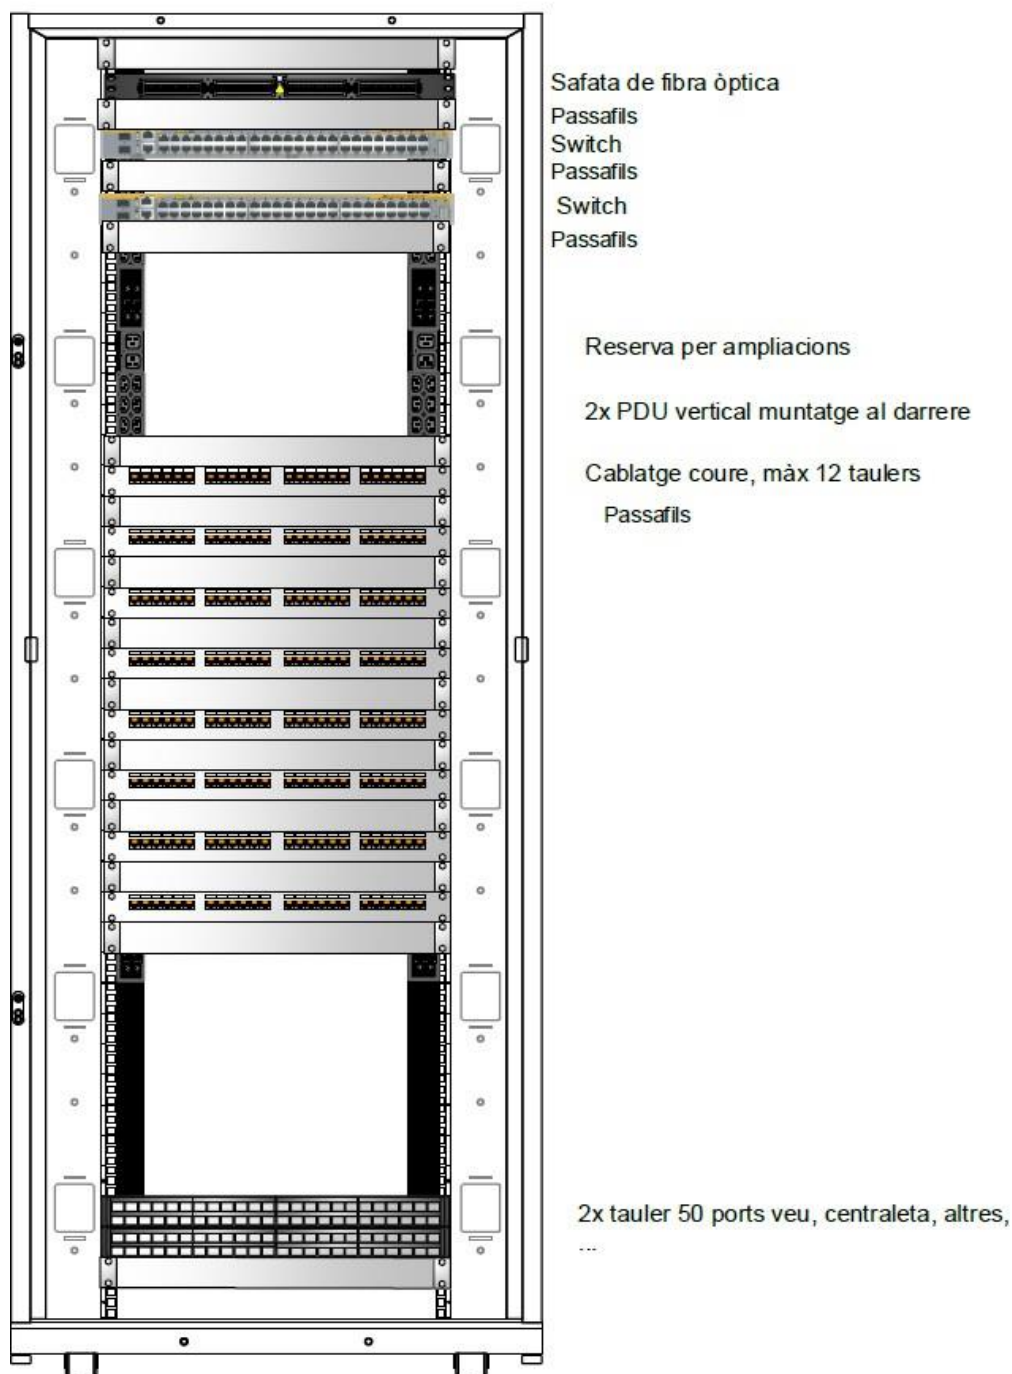 Safata de fibra òptica
Passafils
Switch
Passafils
Switch
Passafils
Reserva per ampliacions
2x PDU vertical muntatge al darrere
Cablatge coure, màx 12 taulers
Passafils
2x tauler 50 ports veu, centraleta, altres,
...